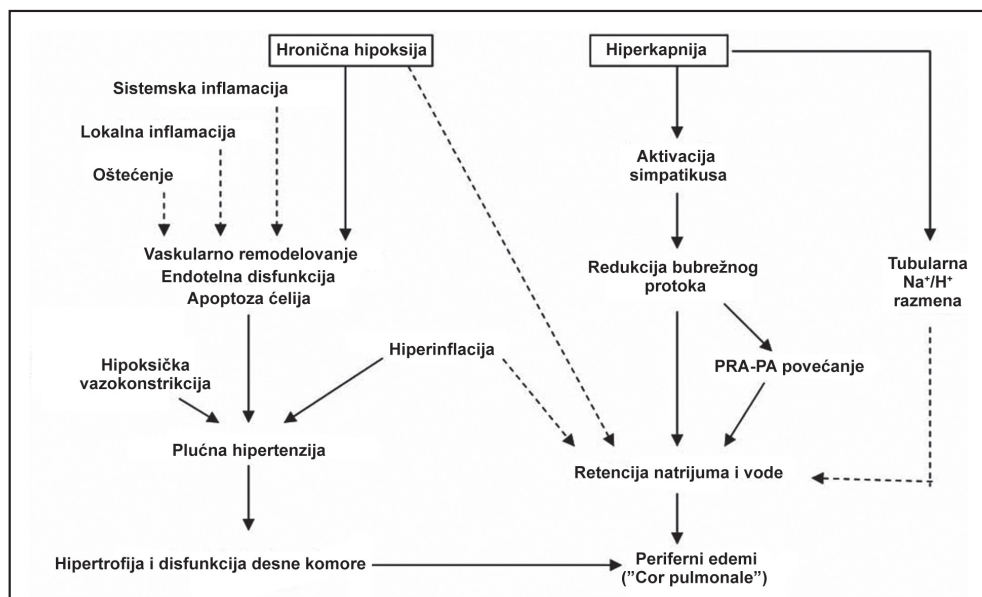 Hronična hipoksija
Hiperkapnija
Sistemska inflamacija
Lokalna inflamacija
Oštećenje
Aktivacija
simpatikusa
Vaskularno remodelovanje
Endotelna disfunkcija
Apoptoza ćelija
Redukcija bubrežnog
protoka
Tubularna
Na⁺/H⁺
razmena
Hipoksička
vazokonstrikcija
Hiperinflacija
PRA-PA povećanje
Plućna hipertenzija
Retencija natrijuma i vode
Hipertrofija i disfunkcija desne komore
Periferni edemi
(”Cor pulmonale”)